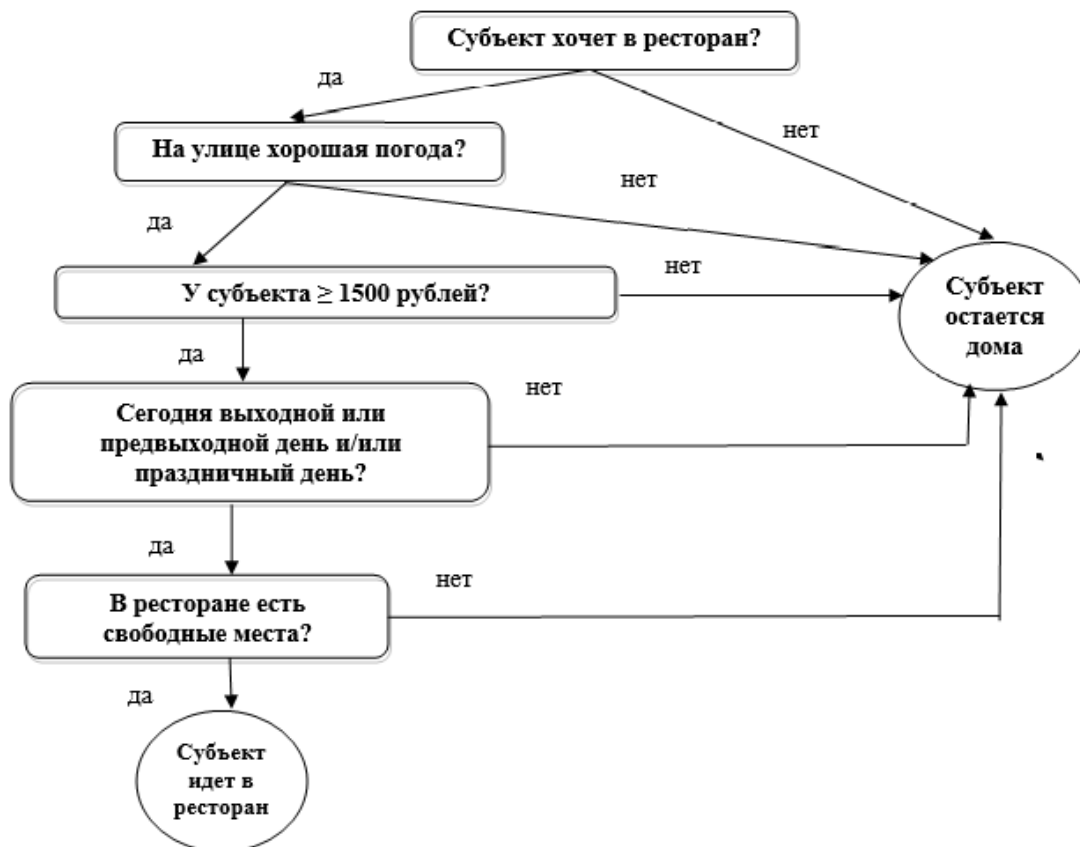 Субъект хочет в ресторан?
да
нет
На улице хорошая погода?
нет
да
нет
У субъекта ≥ 1500 рублей?
Субъект
остается
дома
да
нет
Сегодня выходной или
предвыходной день и/или
праздничный день?
да
нет
В ресторане есть
свободные места?
да
Субъект
идет в
ресторан